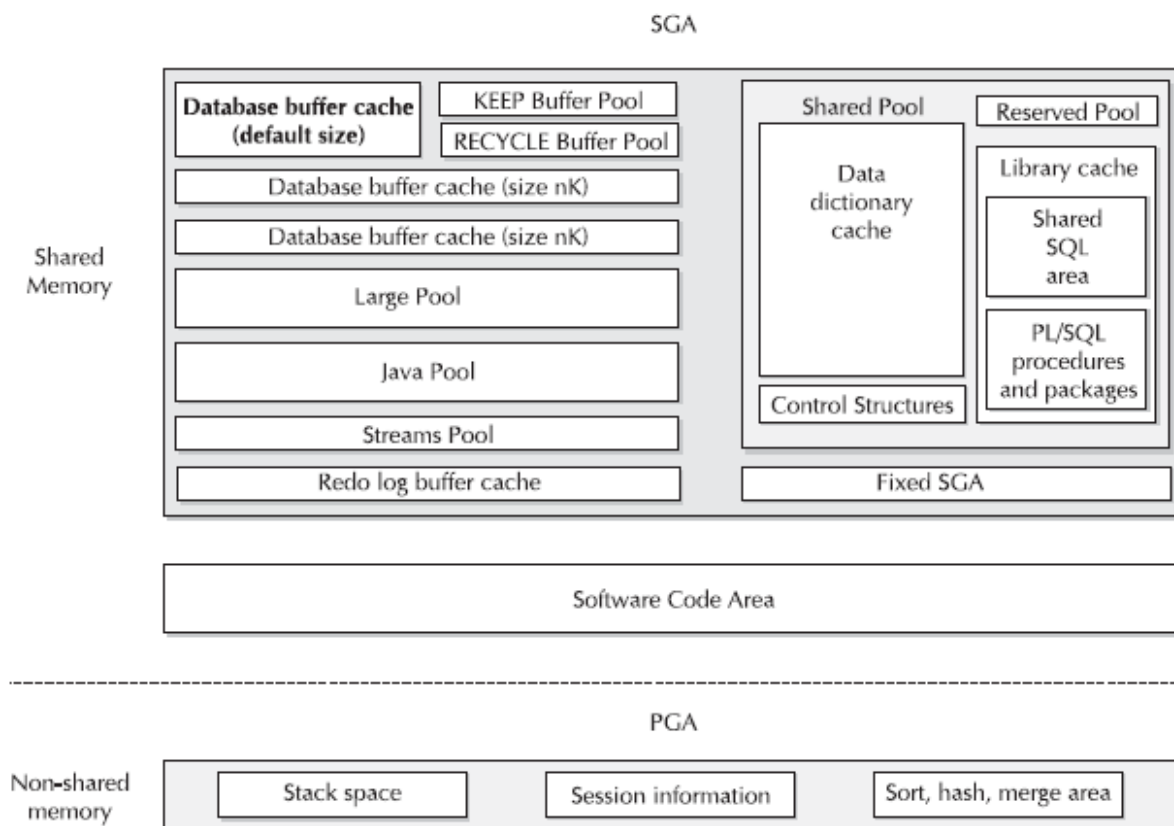 SGA
Database buffer cache
(default size)
KEEP Buffer Pool
RECYCLE Buffer Pool
Database buffer cache (size nK)
Database buffer cache (size nK)
Large Pool
Java Pool
Streams Pool
Redo log buffer cache
Shared
Memory
Shared Pool
Data
dictionary
cache
Control Structures
Reserved Pool
Library cache
Shared
SQL
area
PL/SQL
procedures
and packages
Fixed SGA
Software Code Area
PGA
Non-shared
memory
Stack space
Session information
Sort, hash, merge area